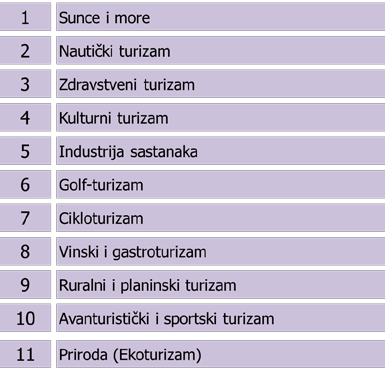 1 Sunce i more
2 Nautički turizam
3 Zdravstveni turizam
4 Kulturni turizam
5 Industrija sastanaka
6 Golf-turizam
7 Cikloturizam
8 Vinski i gastroturizam
9 Ruralni i planinski turizam
10 Avanturistički i sportski turizam
11 Priroda (Ekoturizam)